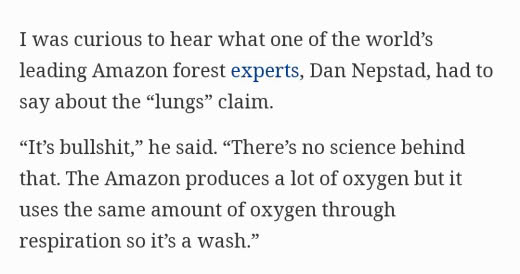 I was curious to hear what one of the world’s
leading Amazon forest experts, Dan Nepstad, had to
say about the “lungs” claim.
“It’s bullshit,” he said. “There’s no science behind
that. The Amazon produces a lot of oxygen but it
uses the same amount of oxygen through
respiration so it’s a wash.”